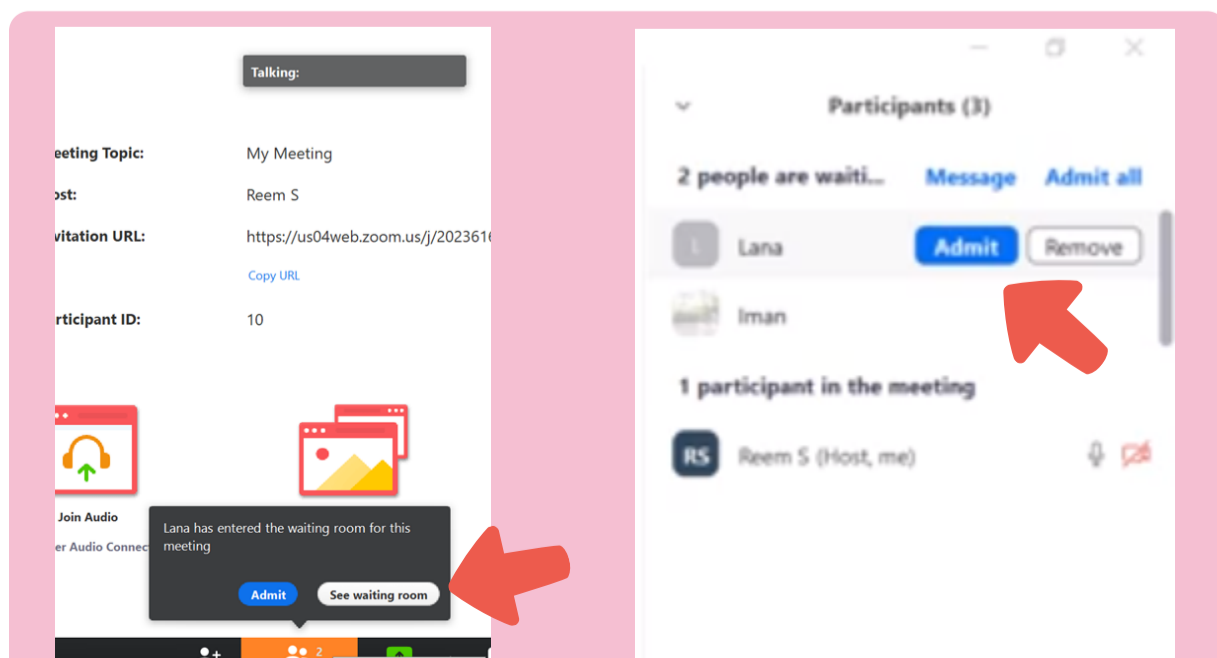 Talking:
eeting Topic:
My Meeting
ost:
Reem S
vitation URL:
https://us04web.zoom.us/j/202361
Copy URL
rticipant ID:
10
Join Audio
er Audio Connec
Lana has entered the waiting room for this
meeting
Admit
See waiting room
2
Participants (3)
2 people are waiti...
Message
Admit all
L
Lana
Admit
Remove
Iman
1 participant in the meeting
RS
Reem S (Host, me)